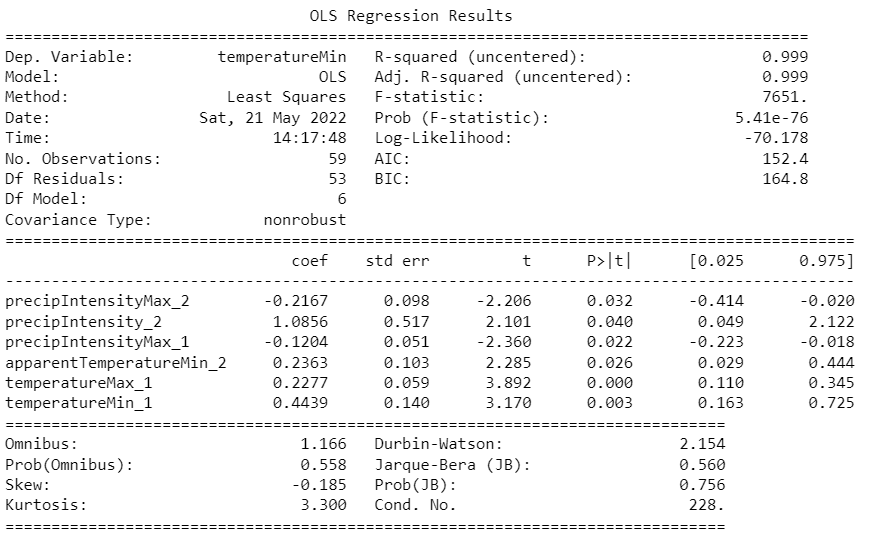 OLS Regression Results
==============================================================================
Dep. Variable: temperatureMin R-squared (uncentered): 0.999
Model: OLS Adj. R-squared (uncentered): 0.999
Method: Least Squares F-statistic: 7651.
Date: Sat, 21 May 2022 Prob (F-statistic): 5.41e-76
Time: 14:17:48 Log-Likelihood: -70.178
No. Observations: 59 AIC: 152.4
Df Residuals: 53 BIC: 164.8
Df Model: 6
Covariance Type: nonrobust
==============================================================================
coef std err t P>|t| [0.025 0.975]
------------------------------------------------------------------------------
precipIntensityMax_2 -0.2167 0.098 -2.206 0.032 -0.414 -0.020
precipIntensity_2 1.0856 0.517 2.101 0.040 0.049 2.122
precipIntensityMax_1 -0.1204 0.051 -2.360 0.022 -0.223 -0.018
apparentTemperatureMin_2 0.2363 0.103 2.285 0.026 0.029 0.444
temperatureMax_1 0.2277 0.059 3.892 0.000 0.110 0.345
temperatureMin_1 0.4439 0.140 3.170 0.003 0.163 0.725
==============================================================================
Omnibus: 1.166 Durbin-Watson: 2.154
Prob(Omnibus): 0.558 Jarque-Bera (JB): 0.560
Skew: -0.185 Prob(JB): 0.756
Kurtosis: 3.300 Cond. No. 228.
==============================================================================